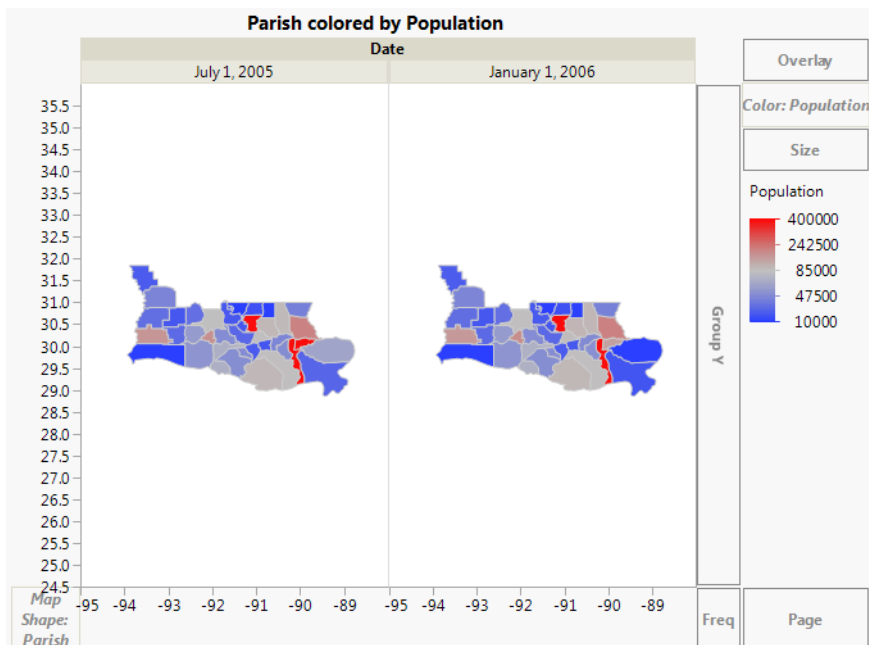 Parish colored by Population
Date
July 1, 2005
January 1, 2006
Overlay
Color: Population
Size
Population
400000
242500
85000
47500
10000
35.5
35.0
34.5
34.0
33.5
33.0
32.5
32.0
31.5
31.0
30.5
30.0
29.5
29.0
28.5
28.0
27.5
27.0
26.5
26.0
25.5
25.0
24.5
Group Y
-95 -94 -93 -92 -91 -90 -89 -95 -94 -93 -92 -91 -90 -89
Map
Shape:
Parish
Freq
Page